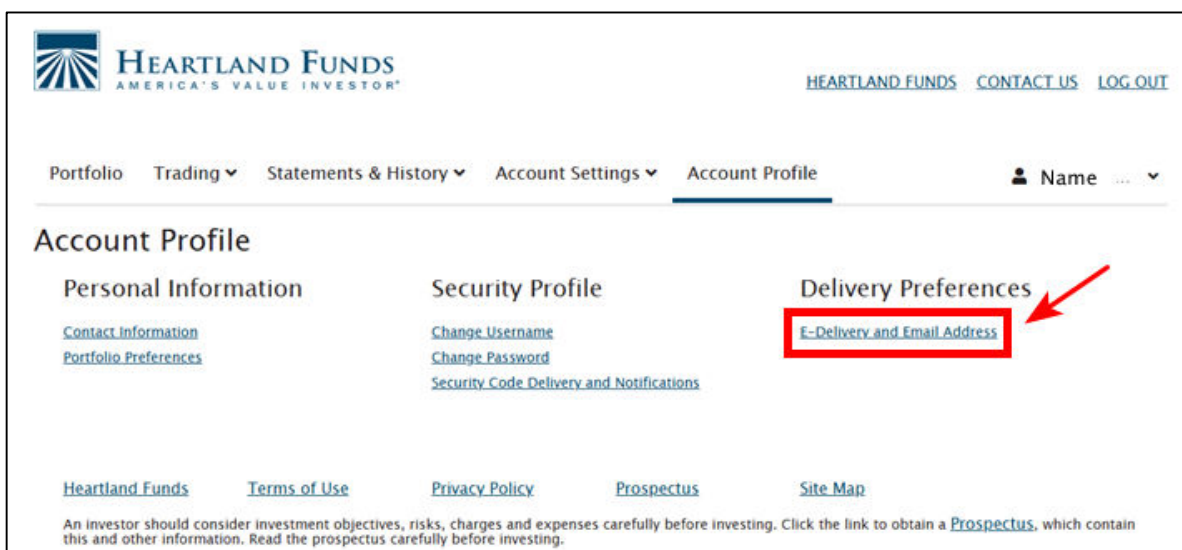 HEARTLAND FUNDS
AMERICA'S VALUE INVESTOR®
HEARTLAND FUNDS CONTACT US LOG OUT
Portfolio Trading Statements & History Account Settings Account Profile Name ...
Account Profile
Personal Information Security Profile Delivery Preferences
Contact Information Change Username E-Delivery and Email Address
Portfolio Preferences Change Password
Security Code Delivery and Notifications
Heartland Funds Terms of Use Privacy Policy Prospectus Site Map
An investor should consider investment objectives, risks, charges and expenses carefully before investing. Click the link to obtain a Prospectus, which contain
this and other information. Read the prospectus carefully before investing.